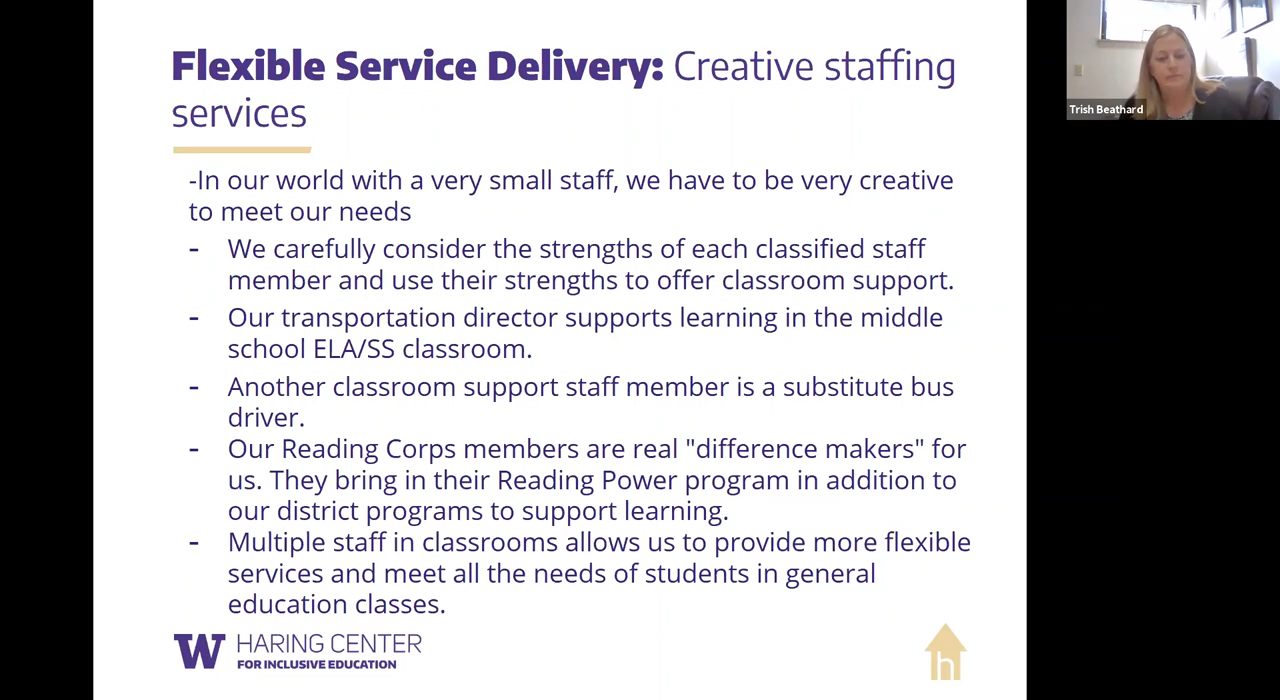 Flexible Service Delivery: Creative staffing
services
-In our world with a very small staff, we have to be very creative
to meet our needs
- We carefully consider the strengths of each classified staff
member and use their strengths to offer classroom support.
- Our transportation director supports learning in the middle
school ELA/SS classroom.
- Another classroom support staff member is a substitute bus
driver.
- Our Reading Corps members are real "difference makers" for
us. They bring in their Reading Power program in addition to
our district programs to support learning.
- Multiple staff in classrooms allows us to provide more flexible
services and meet all the needs of students in general
education classes.
W HARING CENTER
FOR INCLUSIVE EDUCATION
h
Trish Beathard